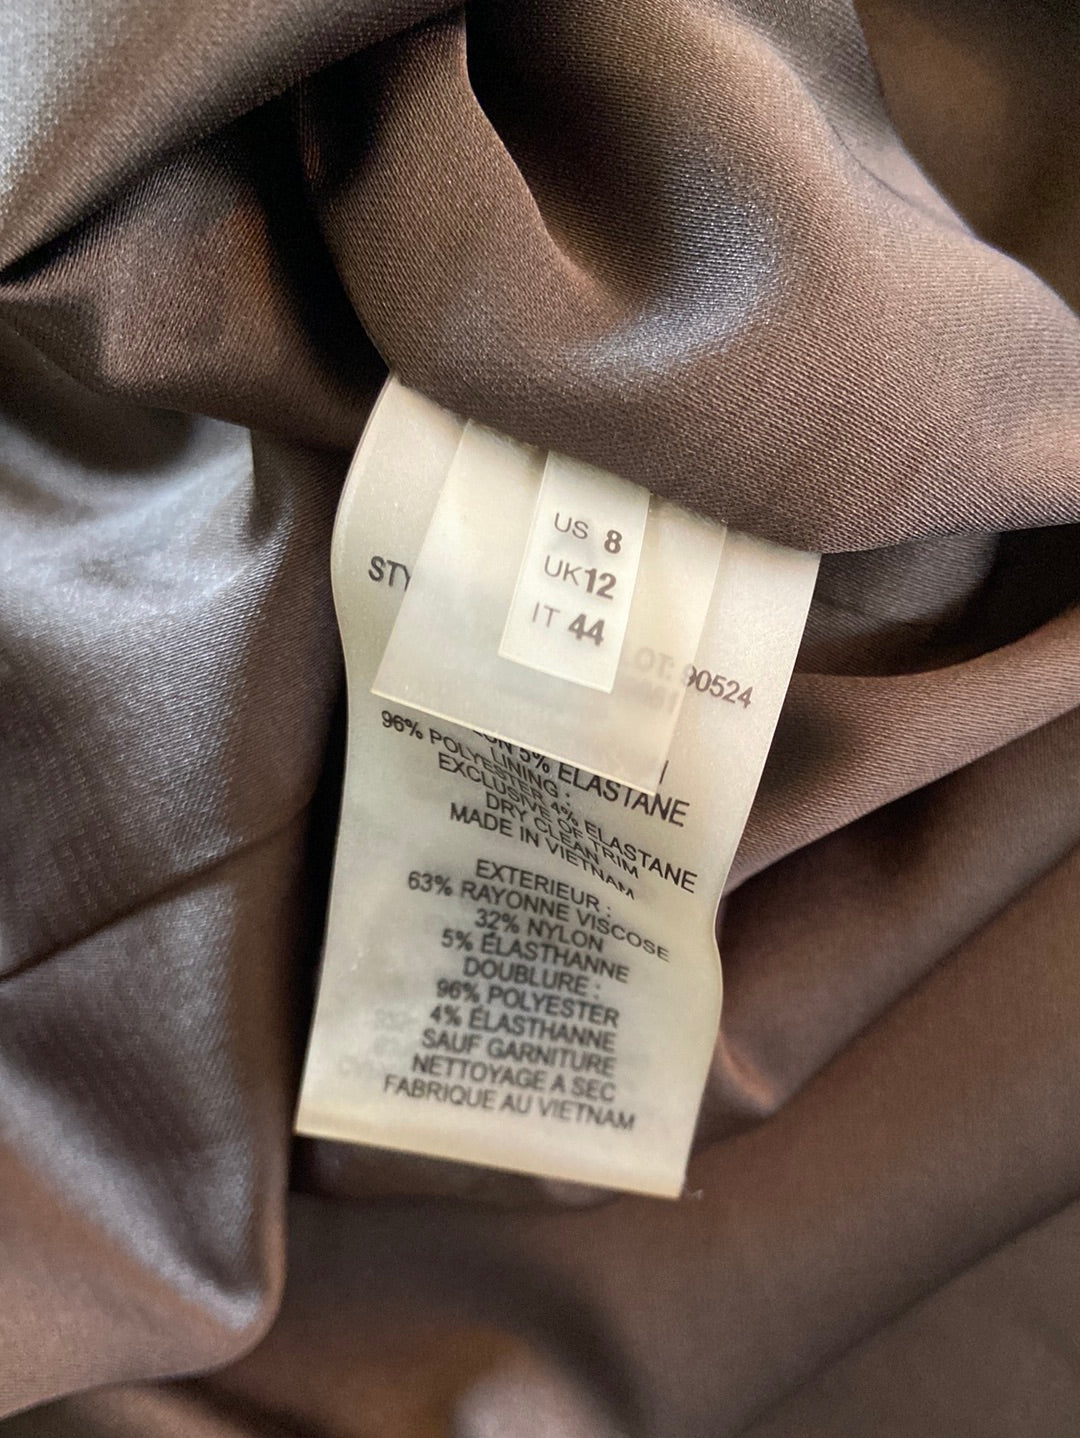 US 8
UK 12
IT 44
STY
OT: 90524
5% ELASTANE
LINING :
96% POLYESTER 4% ELASTANE
EXCLUSIVE OF TRIM
DRY CLEAN
MADE IN VIETNAM
EXTERIEUR :
63% RAYONNE VISCOSE
32% NYLON
5% ÉLASTHANNE
DOUBLURE :
96% POLYESTER
4% ÉLASTHANNE
SAUF GARNITURE
NETTOYAGE A SEC
FABRIQUE AU VIETNAM